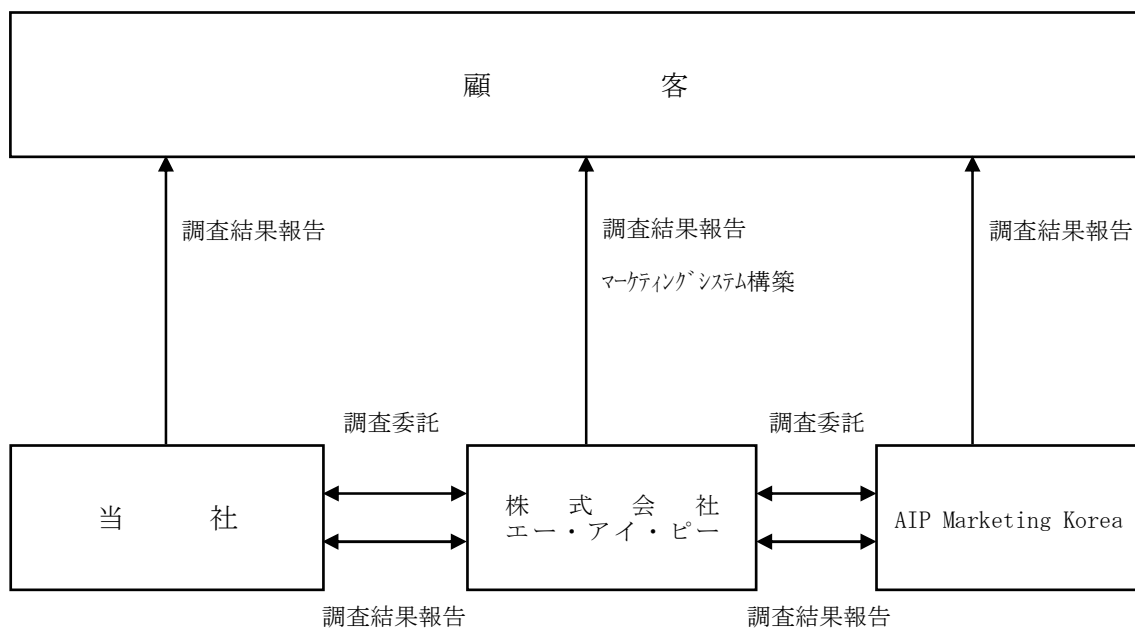 顧　　　　　客
調査結果報告
調査結果報告
調査結果報告
ﾏｰｹﾃｨﾝｸﾞｼｽﾃﾑ構築
調査委託
調査委託
当　　　社
株　式　会　社
エー・アイ・ピー
AIP Marketing Korea
調査結果報告
調査結果報告